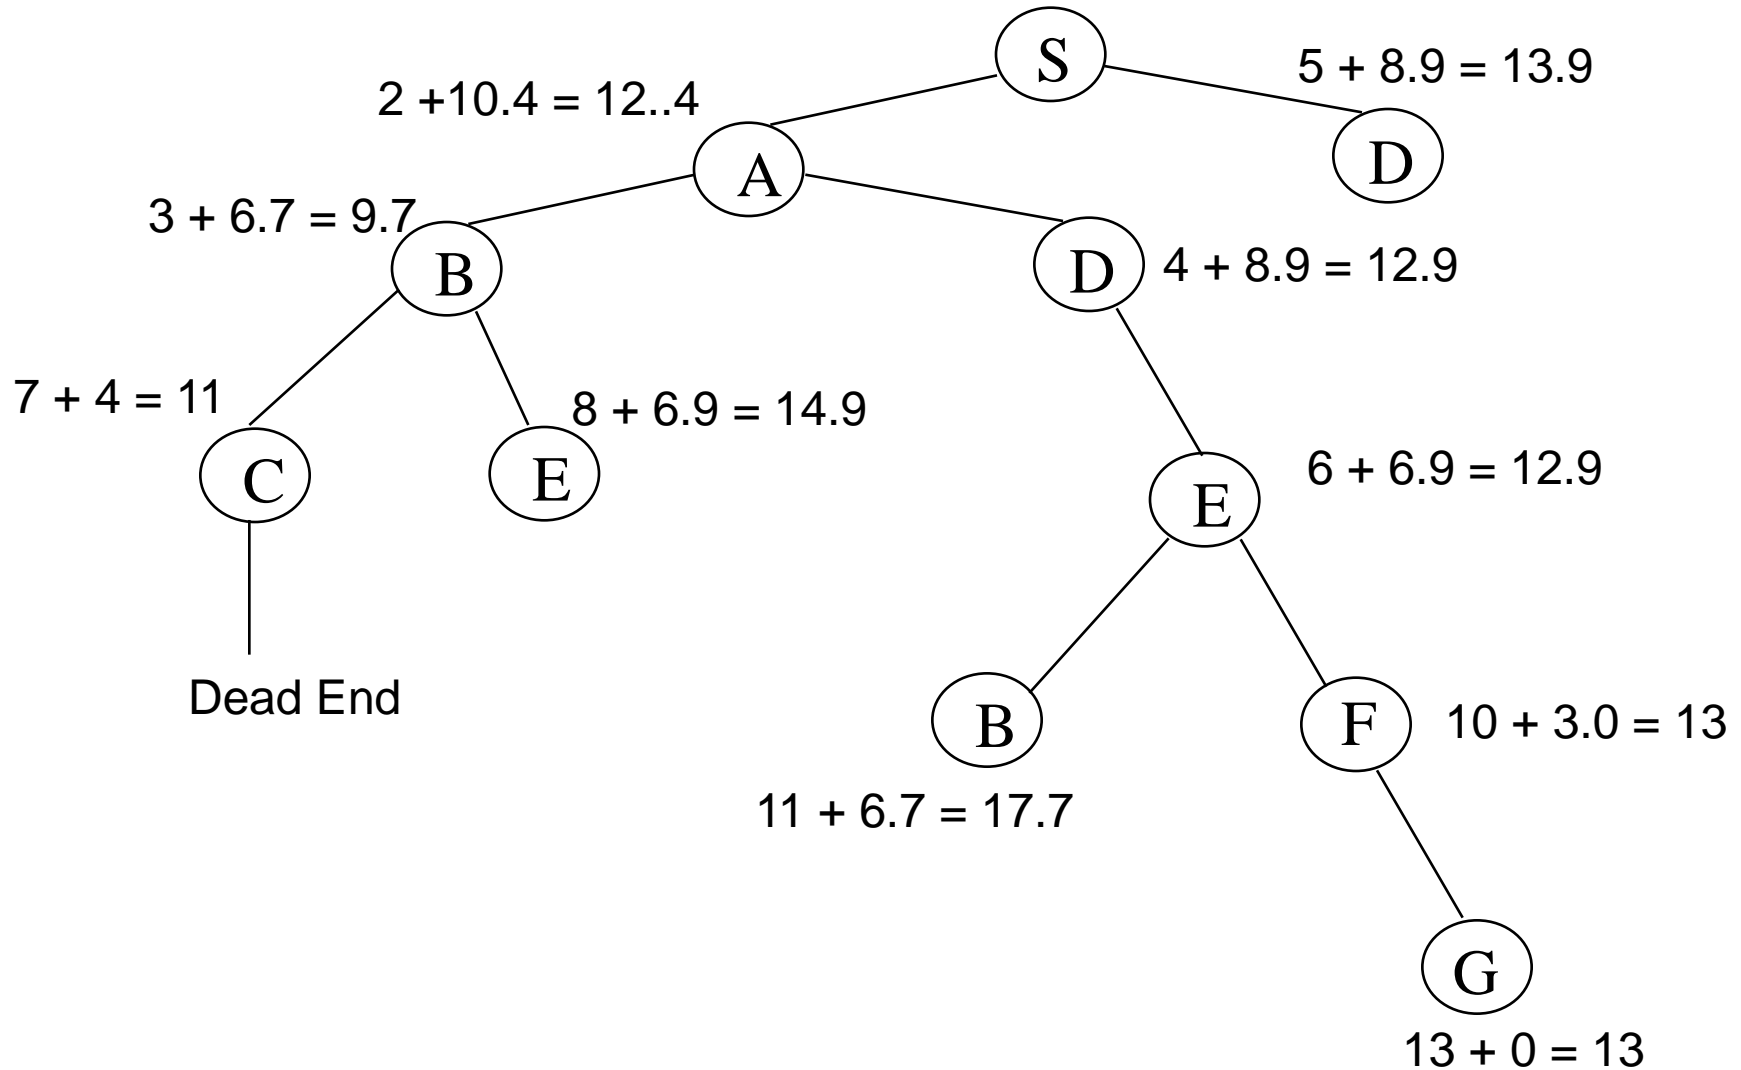 S
5 + 8.9 = 13.9
2 +10.4 = 12..4
D
A
3 + 6.7 = 9.7
B
D
4 + 8.9 = 12.9
7 + 4 = 11
8 + 6.9 = 14.9
C
E
6 + 6.9 = 12.9
E
Dead End
B
F
10 + 3.0 = 13
11 + 6.7 = 17.7
G
13 + 0 = 13